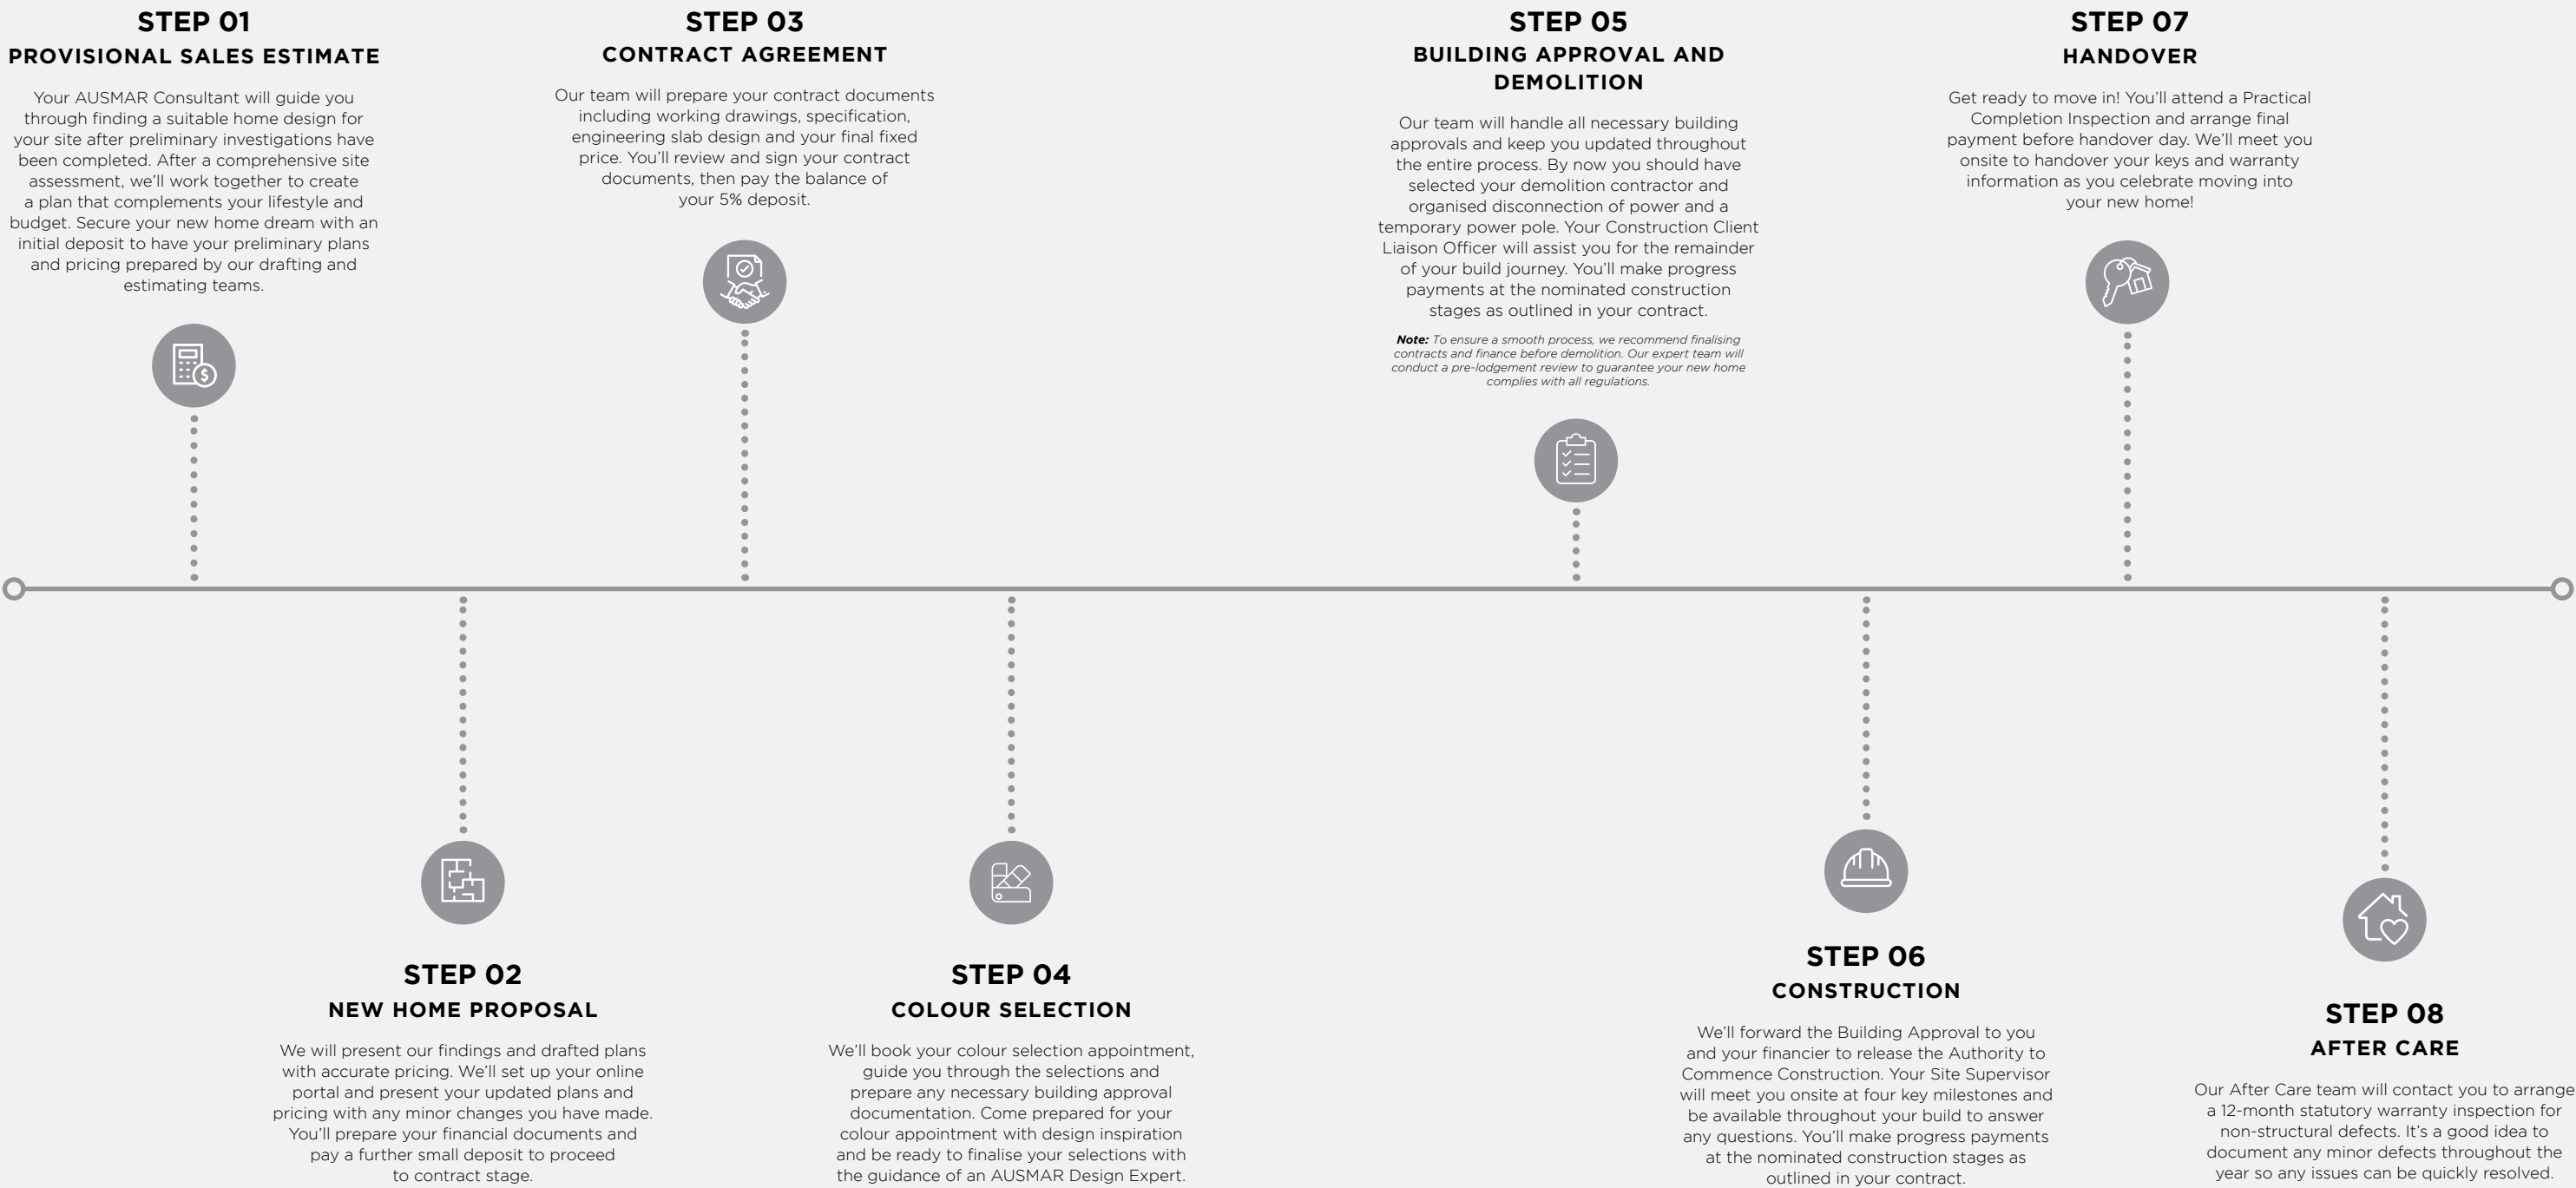 STEP 01
PROVISIONAL SALES ESTIMATE
Your AUSMAR Consultant will guide you
through finding a suitable home design for
your site after preliminary investigations have
been completed. After a comprehensive site
assessment, we'll work together to create
a plan that complements your lifestyle and
budget. Secure your new home dream with an
initial deposit to have your preliminary plans
and pricing prepared by our drafting and
estimating teams.
STEP 02
NEW HOME PROPOSAL
We will present our findings and drafted plans
with accurate pricing. We'll set up your online
portal and present your updated plans and
pricing with any minor changes you have made.
You'll prepare your financial documents and
pay a further small deposit to proceed
to contract stage.
STEP 03
CONTRACT AGREEMENT
Our team will prepare your contract documents
including working drawings, specification,
engineering slab design and your final fixed
price. You'll review and sign your contract
documents, then pay the balance of
your 5% deposit.
STEP 04
COLOUR SELECTION
We'll book your colour selection appointment,
guide you through the selections and
prepare any necessary building approval
documentation. Come prepared for your
colour appointment with design inspiration
and be ready to finalise your selections with
the guidance of an AUSMAR Design Expert.
STEP 05
BUILDING APPROVAL AND
DEMOLITION
Our team will handle all necessary building
approvals and keep you updated throughout
the entire process. By now you should have
selected your demolition contractor and
organised disconnection of power and a
temporary power pole. Your Construction Client
Liaison Officer will assist you for the remainder
of your build journey. You'll make progress
payments at the nominated construction
stages as outlined in your contract.
Note: To ensure a smooth process, we recommend finalising
contracts and finance before demolition. Our expert team will
conduct a pre-lodgement review to guarantee your new home
complies with all regulations.
STEP 06
CONSTRUCTION
We'll forward the Building Approval to you
and your financier to release the Authority to
Commence Construction. Your Site Supervisor
will meet you onsite at four key milestones and
be available throughout your build to answer
any questions. You'll make progress payments
at the nominated construction stages as
outlined in your contract.
STEP 07
HANDOVER
Get ready to move in! You'll attend a Practical
Completion Inspection and arrange final
payment before handover day. We'll meet you
onsite to handover your keys and warranty
information as you celebrate moving into
your new home!
STEP 08
AFTER CARE
Our After Care team will contact you to arrange
a 12-month statutory warranty inspection for
non-structural defects. It's a good idea to
document any minor defects throughout the
year so any issues can be quickly resolved.